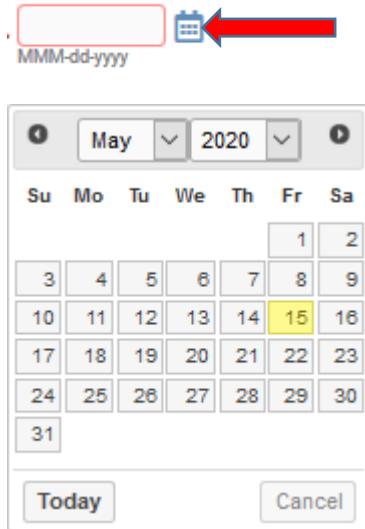 MMM-dd-yyyy
May 2020
Su Mo Tu We Th Fr Sa
1 2
3 4 5 6 7 8 9
10 11 12 13 14 15 16
17 18 19 20 21 22 23
24 25 26 27 28 29 30
31
Today Cancel